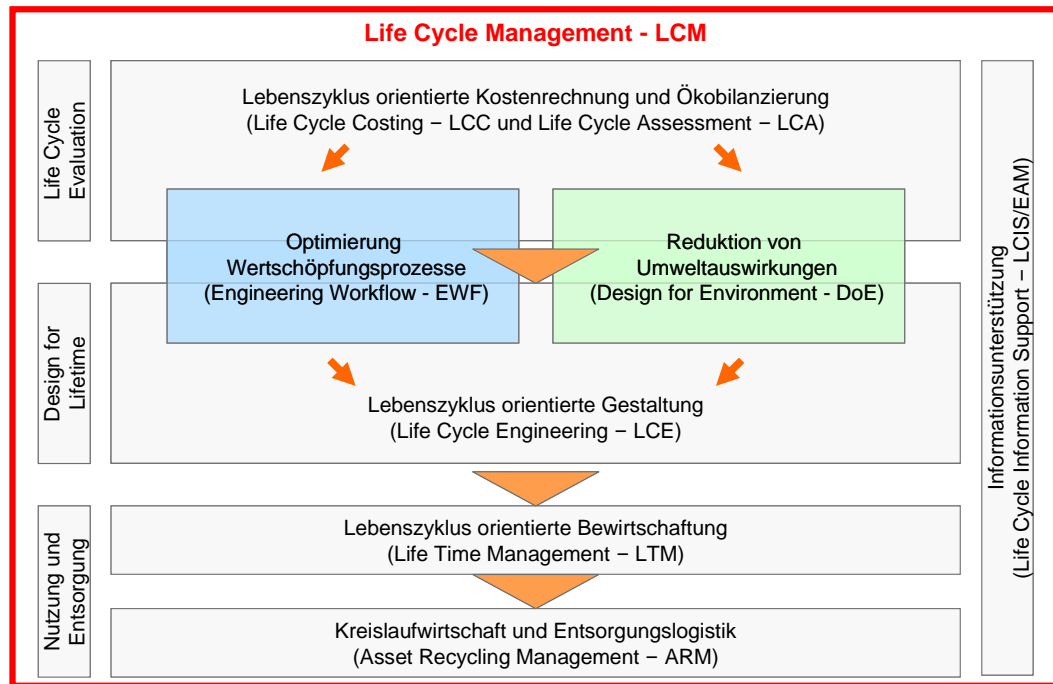 Life Cycle Management - LCM
Life Cycle
Evaluation
Lebenszyklus orientierte Kostenrechnung und Ökobilanzierung
(Life Cycle Costing – LCC und Life Cycle Assessment – LCA)
Optimierung
Wertschöpfungsprozesse
(Engineering Workflow - EWF)
Reduktion von
Umweltauswirkungen
(Design for Environment - DoE)
Design for
Lifetime
Lebenszyklus orientierte Gestaltung
(Life Cycle Engineering – LCE)
Nutzung und
Entsorgung
Lebenszyklus orientierte Bewirtschaftung
(Life Time Management – LTM)
Kreislaufwirtschaft und Entsorgungslogistik
(Asset Recycling Management – ARM)
Informationsunterstützung
(Life Cycle Information Support – LCIS/EAM)